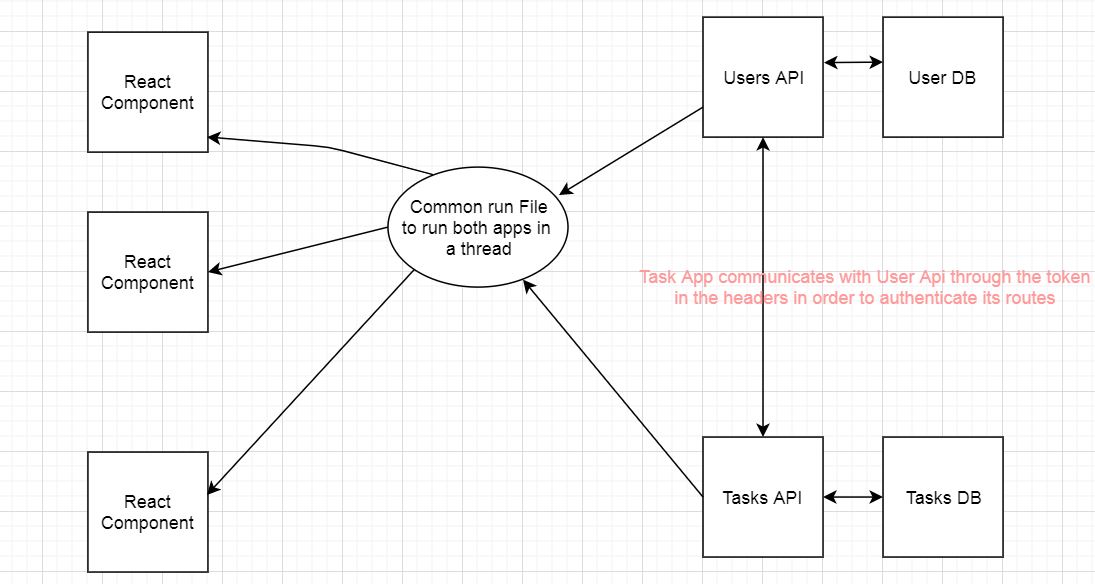 React
Component
React
Component
React
Component
Common run File
to run both apps in
a thread
Users API
User DB
Task App communicates with User Api through the token
in the headers in order to authenticate its routes
Tasks API
Tasks DB